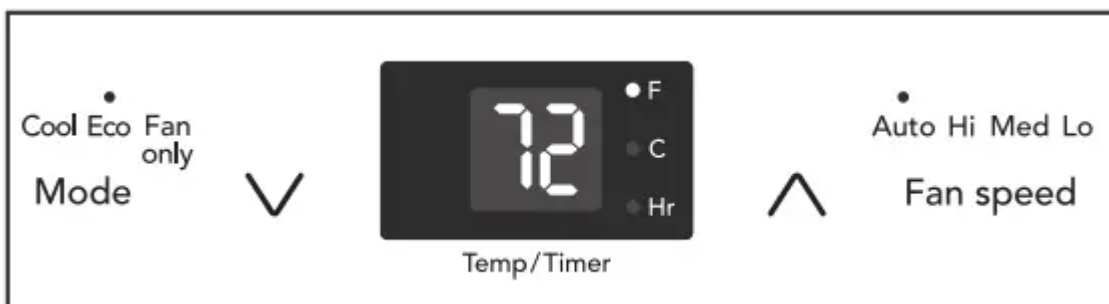 Cool Eco Fan only
Mode
72
F
C
Hr
Temp/Timer
Auto Hi Med Lo
Fan speed